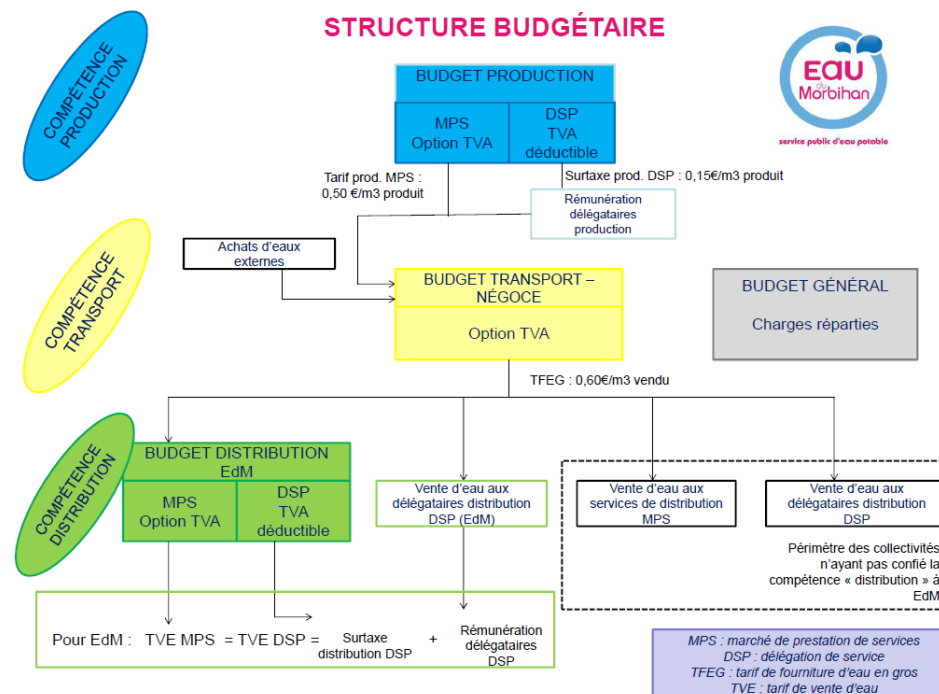 STRUCTURE BUDGÉTAIRE
COMPÉTENCE
PRODUCTION
EAU
du
Morbihan
service public d'eau potable
BUDGET PRODUCTION
MPS
Option TVA
DSP
TVA
déductible
Tarif prod. MPS :
0,50 €/m3 produit
Surtaxe prod. DSP : 0,15€/m3 produit
Rémunération
délégataires
production
Achats d'eaux
externes
COMPÉTENCE
TRANSPORT
BUDGET TRANSPORT –
NÉGOCE
Option TVA
BUDGET GÉNÉRAL
Charges réparties
TFEG : 0,60€/m3 vendu
COMPÉTENCE
DISTRIBUTION
BUDGET DISTRIBUTION
EdM
MPS
Option TVA
DSP
TVA
déductible
Vente d'eau aux
délégataires distribution
DSP (EdM)
Vente d'eau aux
services de distribution
MPS
Vente d'eau aux
délégataires distribution
DSP
Périmètre des collectivités
n'ayant pas confié la
compétence « distribution » à
EdM
Pour EdM : TVE MPS = TVE DSP = Surtaxe
distribution DSP
+
Rémunération
délégataires
DSP
MPS : marché de prestation de services
DSP : délégation de service
TFEG : tarif de fourniture d'eau en gros
TVE : tarif de vente d'eau